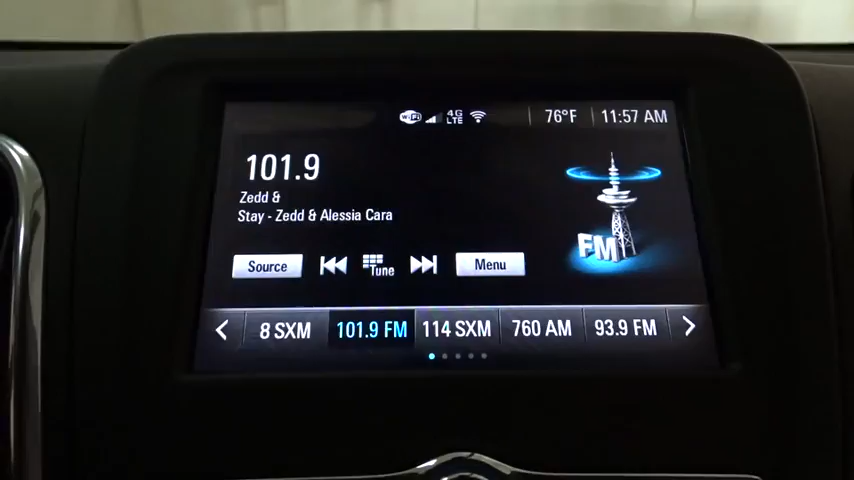 WiFi 4G LTE 76°F 11:57 AM
101.9
Zedd &
Stay - Zedd & Alessia Cara
FM
Source Tune Menu
8 SXM 101.9 FM 114 SXM 760 AM 93.9 FM